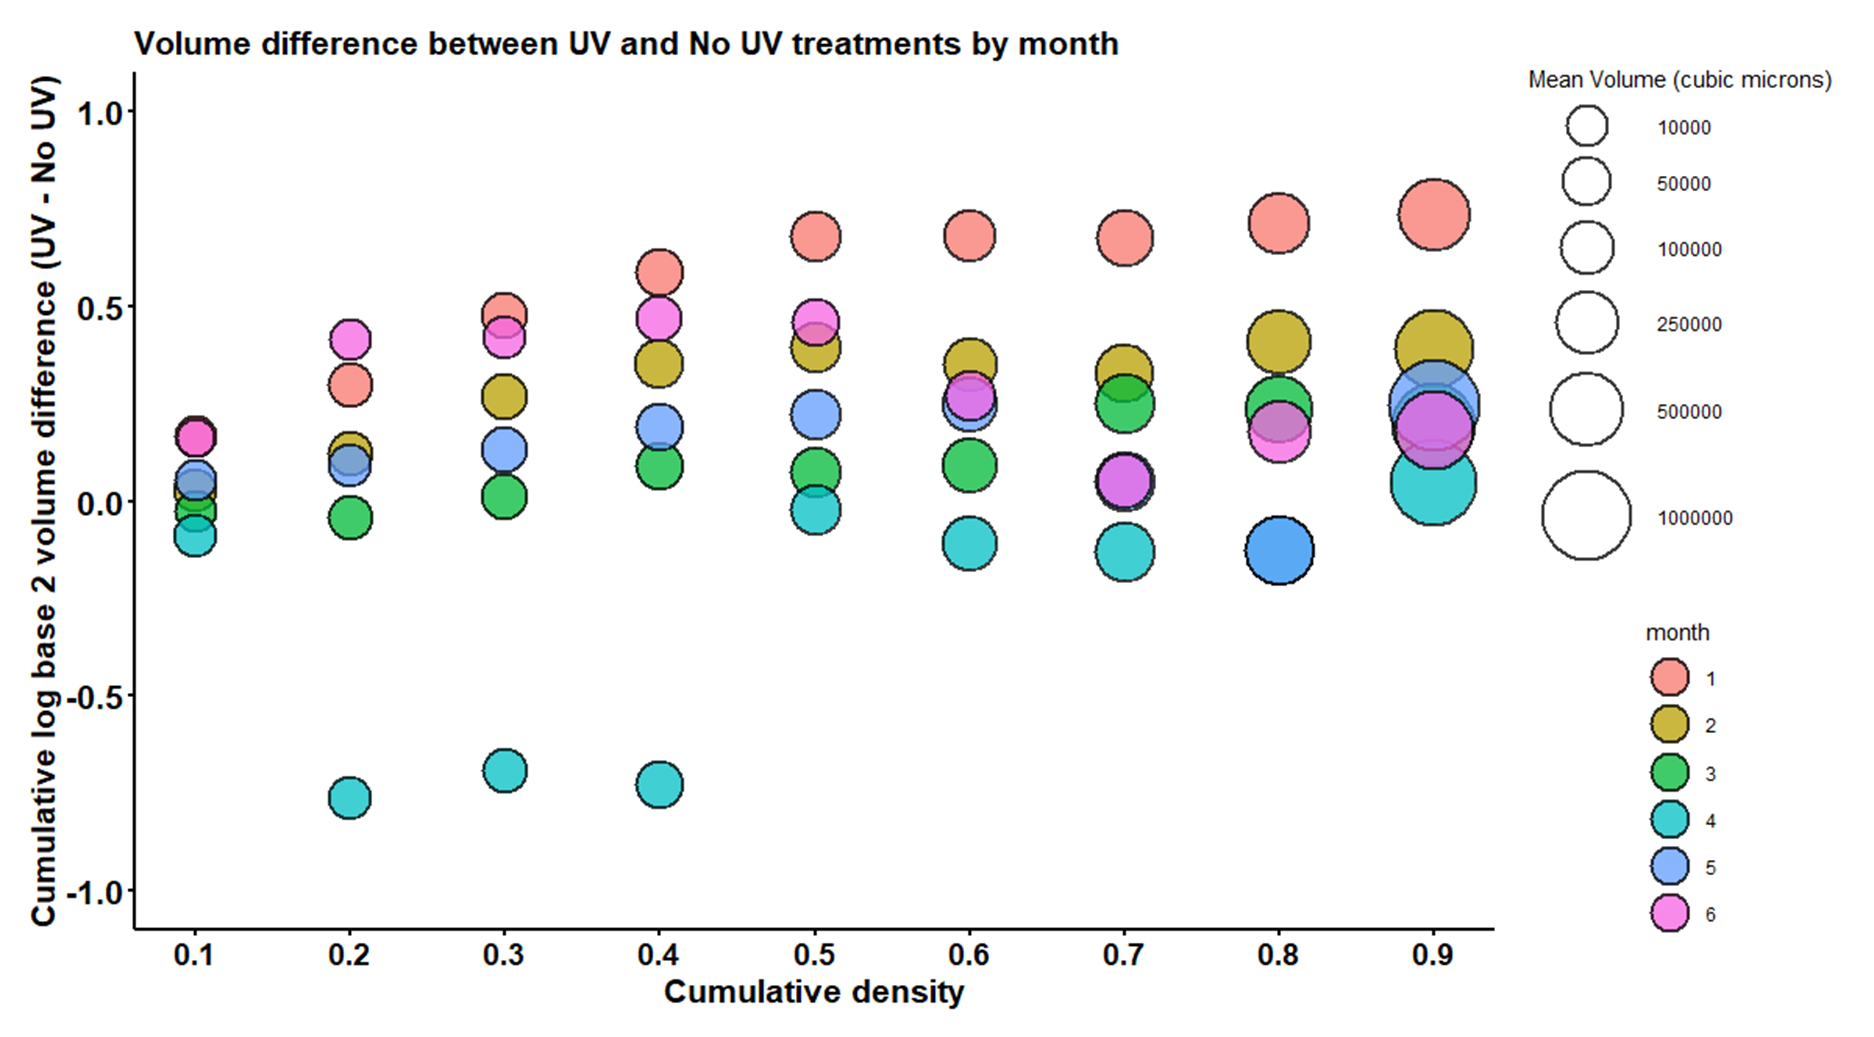 Volume difference between UV and No UV treatments by month
Cumulative log base 2 volume difference (UV - No UV)
1.0
0.5
0.0
-0.5
-1.0
0.1 0.2 0.3 0.4 0.5 0.6 0.7 0.8 0.9
Cumulative density
Mean Volume (cubic microns)
10000
50000
100000
250000
500000
1000000
month
1
2
3
4
5
6